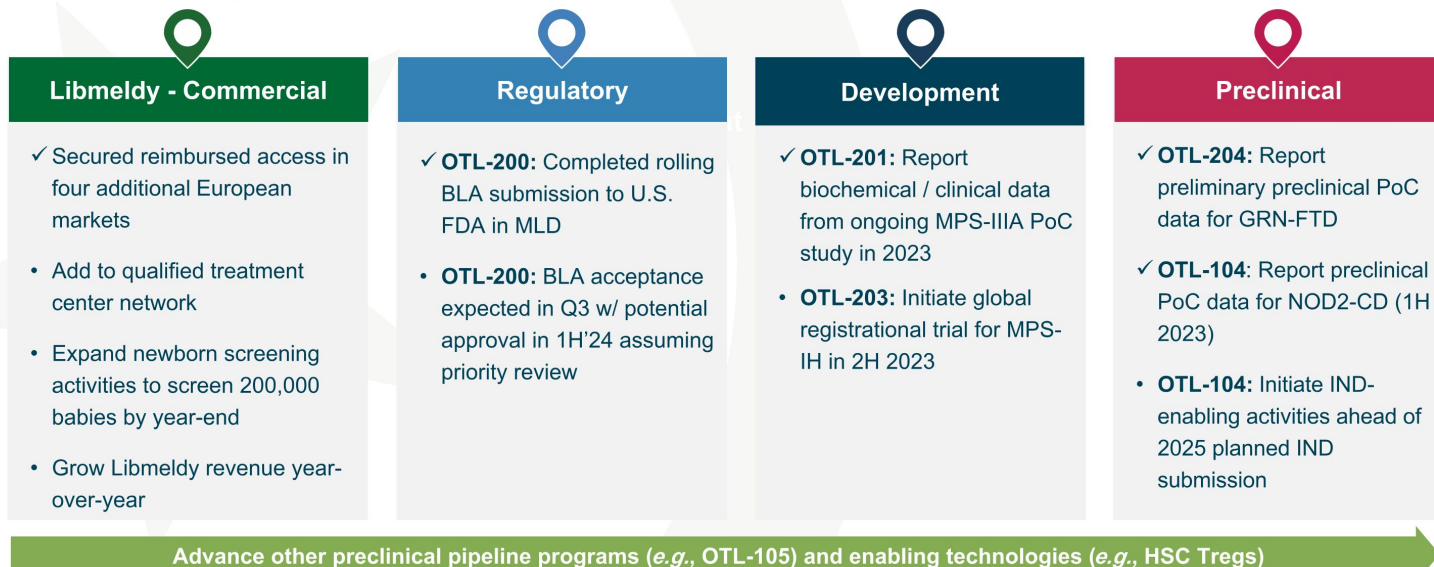 Libmeldy - Commercial
✓ Secured reimbursed access in
four additional European
markets
• Add to qualified treatment
center network
• Expand newborn screening
activities to screen 200,000
babies by year-end
• Grow Libmeldy revenue year-
over-year
Regulatory
✓ OTL-200: Completed rolling
BLA submission to U.S.
FDA in MLD
• OTL-200: BLA acceptance
expected in Q3 w/ potential
approval in 1H'24 assuming
priority review
Development
✓ OTL-201: Report
biochemical / clinical data
from ongoing MPS-IIIA PoC
study in 2023
• OTL-203: Initiate global
registrational trial for MPS-
IH in 2H 2023
Preclinical
✓ OTL-204: Report
preliminary preclinical PoC
data for GRN-FTD
✓ OTL-104: Report preclinical
PoC data for NOD2-CD (1H
2023)
• OTL-104: Initiate IND-
enabling activities ahead of
2025 planned IND
submission
Advance other preclinical pipeline programs (e.g., OTL-105) and enabling technologies (e.g., HSC Tregs)